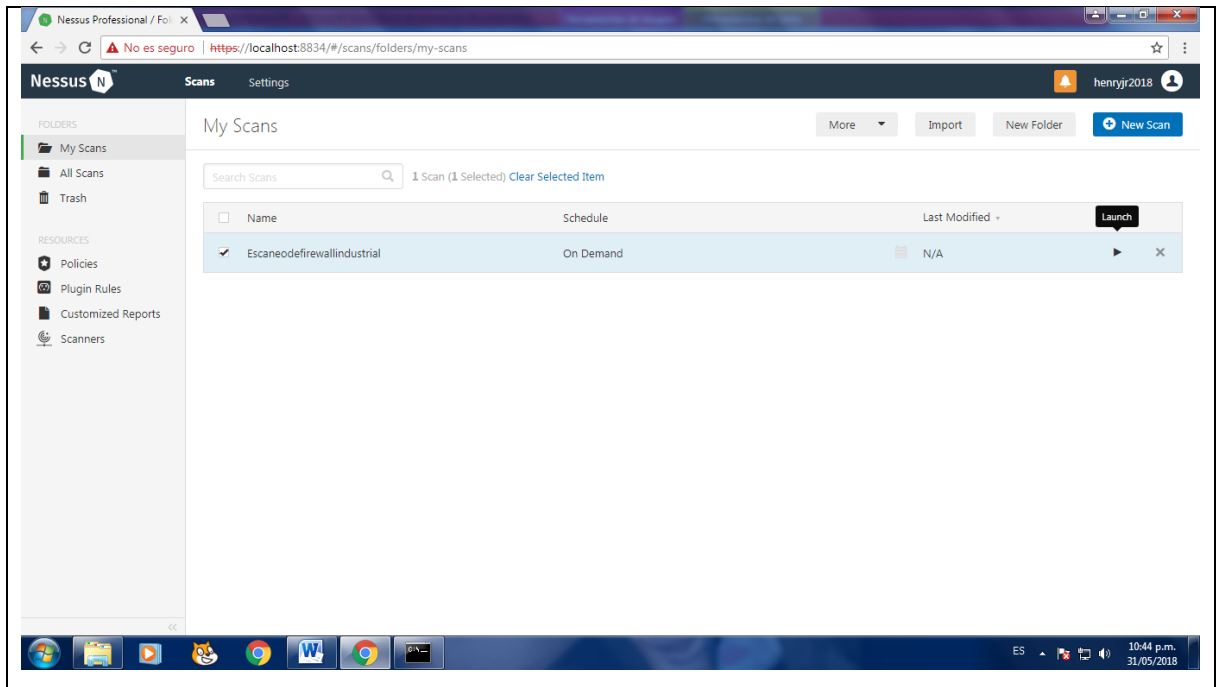 Nessus Professional / Fol
No es seguro | https://localhost:8834/#/scans/folders/my-scans
Nessus N
Scans
Settings
henryjr2018
FOLDERS
My Scans
All Scans
Trash
RESOURCES
Policies
Plugin Rules
Customized Reports
Scanners
My Scans
More
Import
New Folder
New Scan
Search Scans
1 Scan (1 Selected) Clear Selected Item
Name
Schedule
Last Modified
Launch
Escaneodefirewallindustrial
On Demand
N/A
ES
10:44 p.m.
31/05/2018